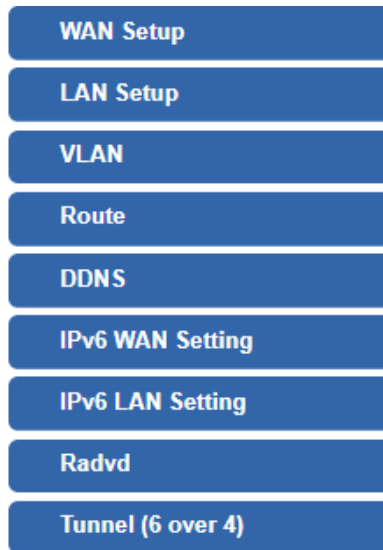 WAN Setup
LAN Setup
VLAN
Route
DDNS
IPv6 WAN Setting
IPv6 LAN Setting
Radvd
Tunnel (6 over 4)